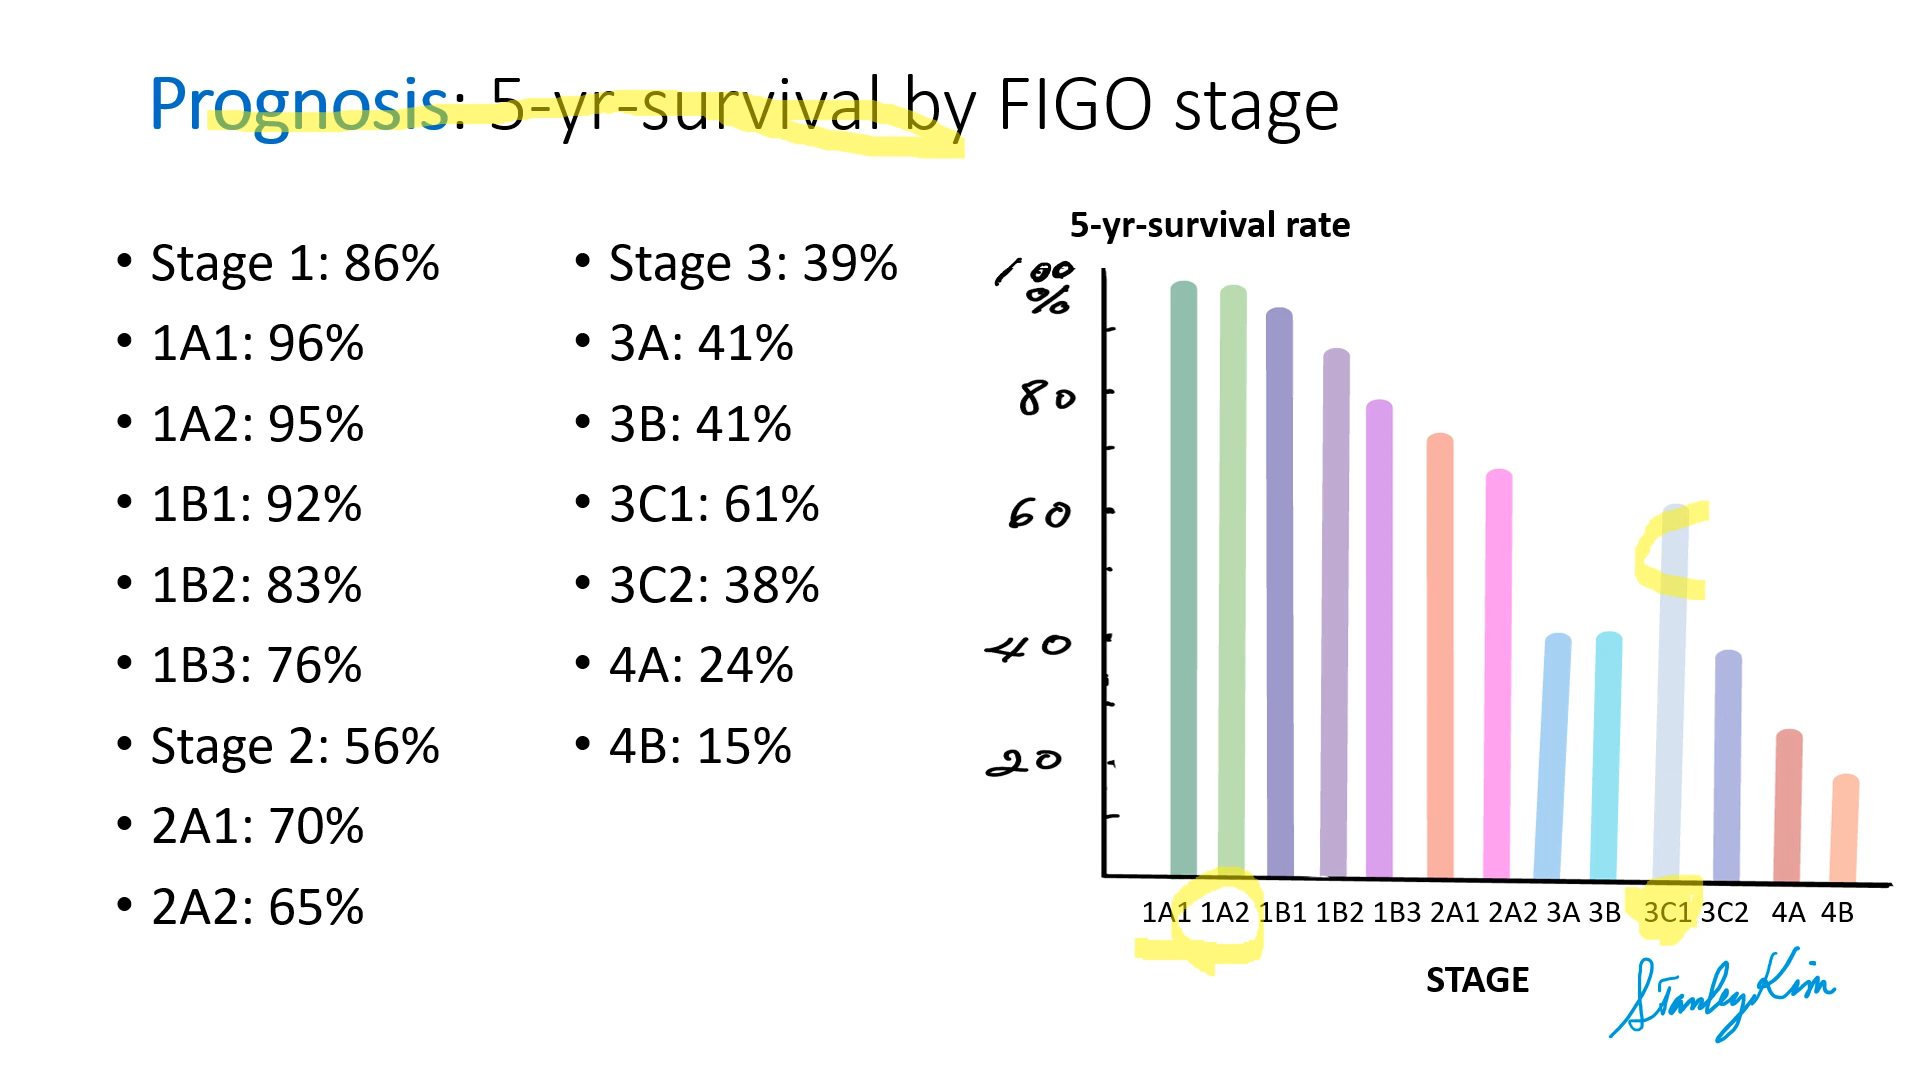 Prognosis: 5-yr-survival by FIGO stage
• Stage 1: 86%
• 1A1: 96%
• 1A2: 95%
• 1B1: 92%
• 1B2: 83%
• 1B3: 76%
• Stage 2: 56%
• 2A1: 70%
• 2A2: 65%
• Stage 3: 39%
• 3A: 41%
• 3B: 41%
• 3C1: 61%
• 3C2: 38%
• 4A: 24%
• 4B: 15%
5-yr-survival rate
100
%
80
60
40
20
1A1 1A2 1B1 1B2 1B3 2A1 2A2 3A 3B 3C1 3C2 4A 4B
STAGE
Stanley Kim